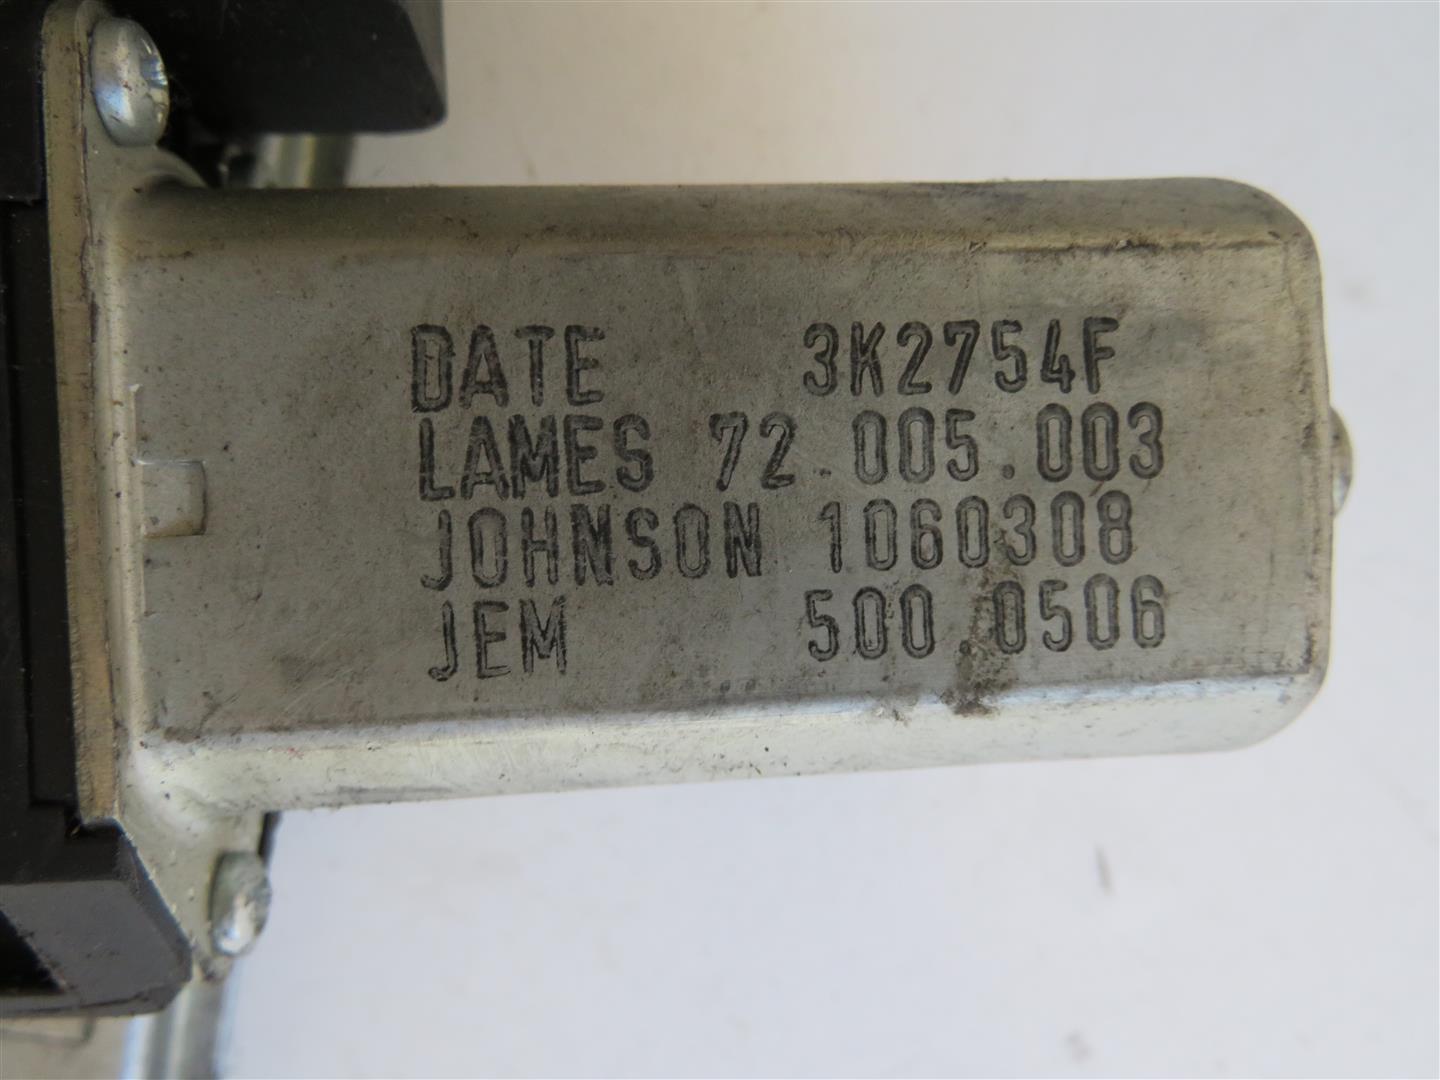 DATE 3K2754F
LAMES 72.005.003
JOHNSON 1060308
JEM 500.0506